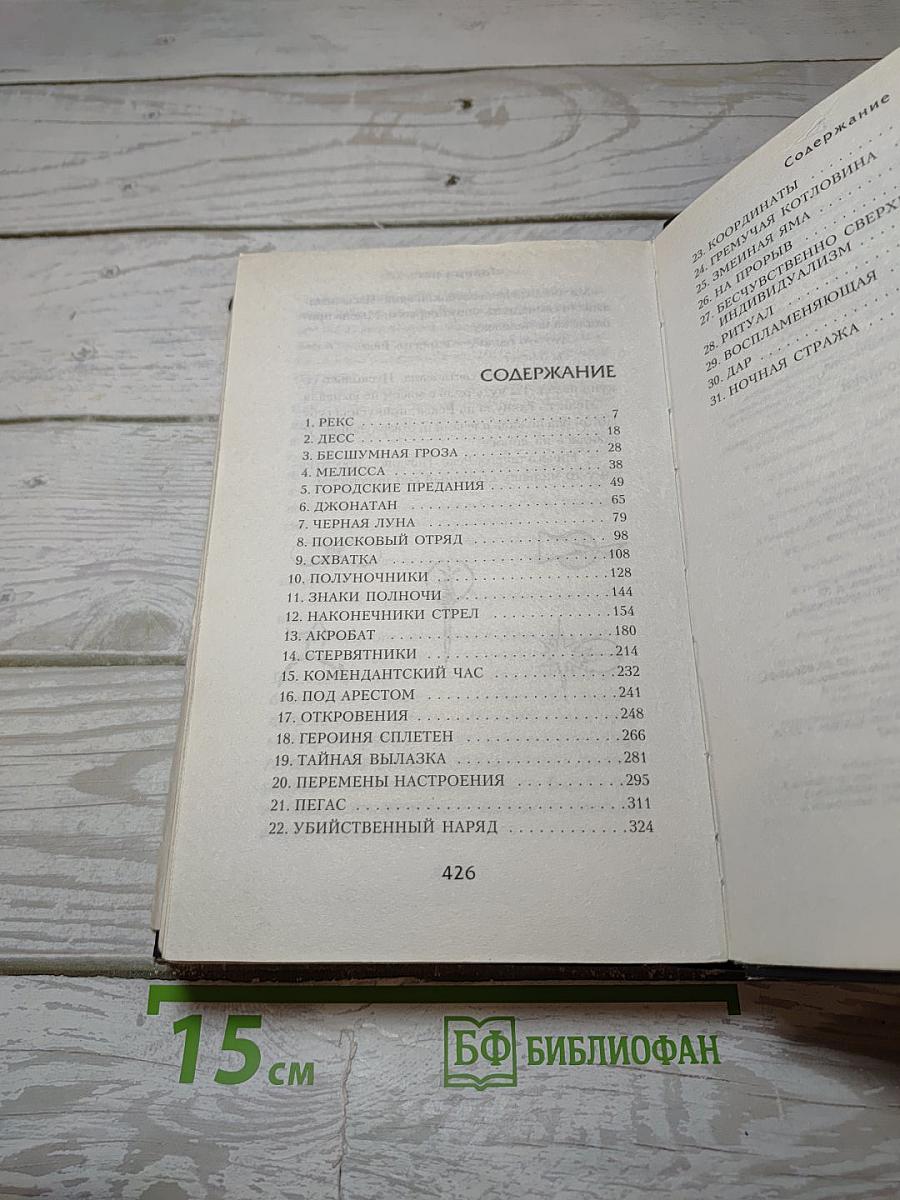 СОДЕРЖАНИЕ
1. РЕКС . . . . . . . . . . . . . . . . . . . . . . 7
2. ДЕСС . . . . . . . . . . . . . . . . . . . . . . 18
3. БЕСШУМНАЯ ГРОЗА . . . . . . . . . . . . . 28
4. МЕЛИССА . . . . . . . . . . . . . . . . . . . 38
5. ГОРОДСКИЕ ПРЕДАНИЯ . . . . . . . . . . 49
6. ДЖОНАТАН . . . . . . . . . . . . . . . . . . 65
7. ЧЕРНАЯ ЛУНА . . . . . . . . . . . . . . . . 79
8. ПОИСКОВЫЙ ОТРЯД . . . . . . . . . . . . 98
9. СХВАТКА . . . . . . . . . . . . . . . . . . . 108
10. ПОЛУНОЧНИКИ . . . . . . . . . . . . . . . 128
11. ЗНАКИ ПОЛНОЧИ . . . . . . . . . . . . . . 144
12. НАКОНЕЧНИКИ СТРЕЛ . . . . . . . . . . . 154
13. АКРОБАТ . . . . . . . . . . . . . . . . . . . 180
14. СТЕРВЯТНИКИ . . . . . . . . . . . . . . . . 214
15. КОМЕНДАНТСКИЙ ЧАС . . . . . . . . . . . 232
16. ПОД АРЕСТОМ . . . . . . . . . . . . . . . . 241
17. ОТКРОВЕНИЯ . . . . . . . . . . . . . . . . . 248
18. ГЕРОИНЯ СПЛЕТЕН . . . . . . . . . . . . . 266
19. ТАЙНАЯ ВЫЛАЗКА . . . . . . . . . . . . . 281
20. ПЕРЕМЕНЫ НАСТРОЕНИЯ . . . . . . . . . 295
21. ПЕГАС . . . . . . . . . . . . . . . . . . . . . 311
22. УБИЙСТВЕННЫЙ НАРЯД . . . . . . . . . . 324
426
Содержание
23. КООРДИНАТЫ . . . . . .
24. ГРЕМУЧАЯ КОТЛОВИНА
25. ЗМЕИНАЯ ЯМА . . . . . .
26. НА ПРОРЫВ . . . . . . . .
27. БЕСЧУВСТВЕННО
ИНДИВИДУАЛИЗМ . . . .
28. РИТУАЛ . . . . . . . . . .
29. ВОСПЛАМЕНЯЮЩАЯ . .
30. ДАР . . . . . . . . . . . .
31. НОЧНАЯ СТРАЖА . . . .
15 см
БФ БИБЛИОФАН